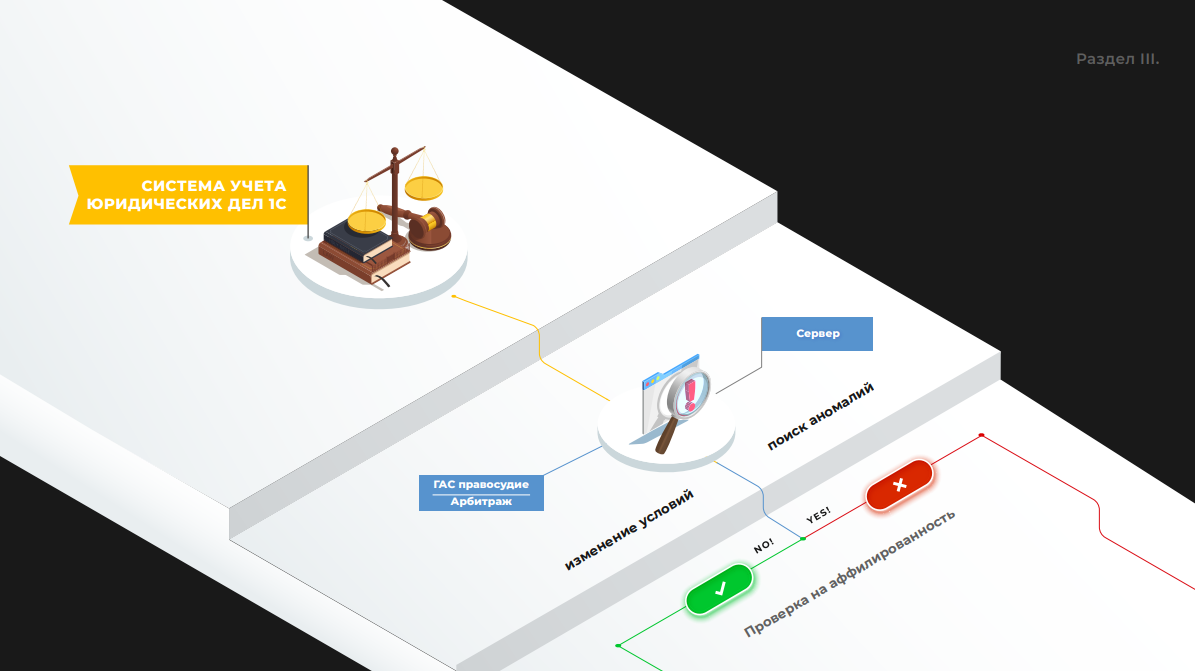 Раздел III.
СИСТЕМА УЧЕТА
ЮРИДИЧЕСКИХ ДЕЛ 1С
Сервер
поиск аномалий
ГАС правосудие
Арбитраж
изменение условий
YES!
NO!
Проверка на аффилированность